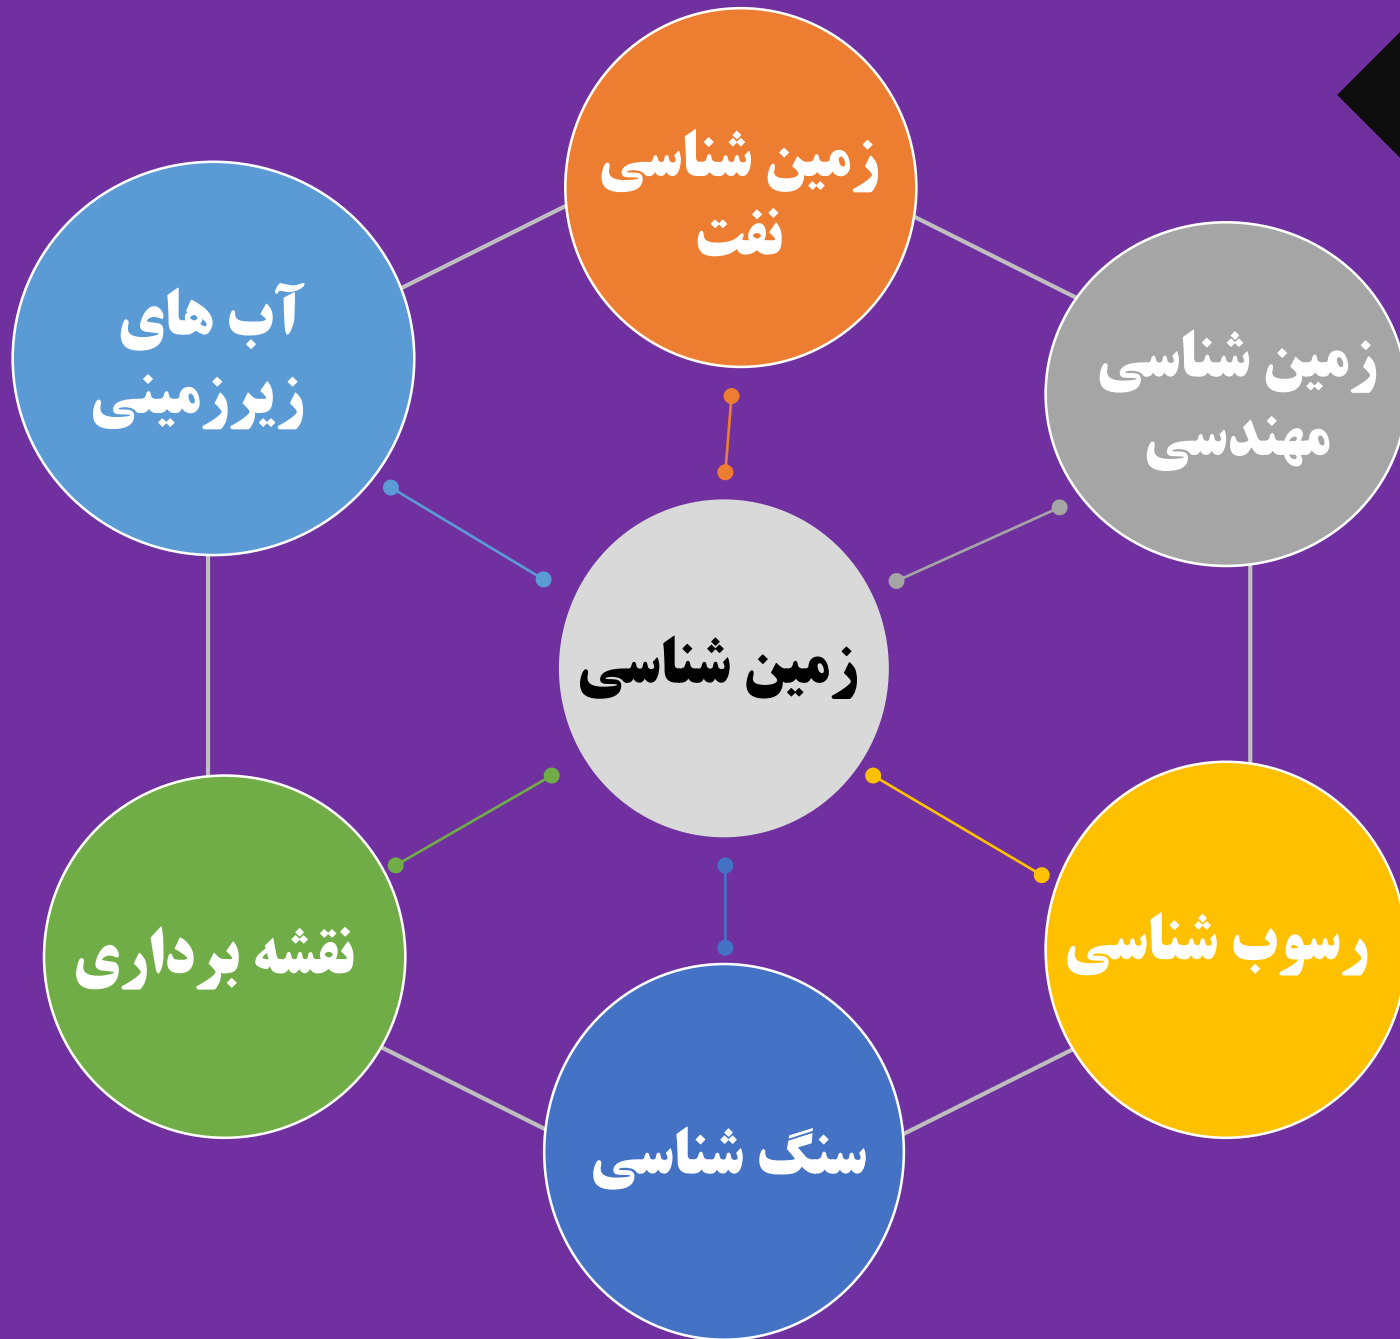 زمین شناسی
نفت
زمین شناسی
مهندسی
آب های
زیرزمینی
زمین شناسی
رسوب شناسی
نقشه برداری
سنگ شناسی